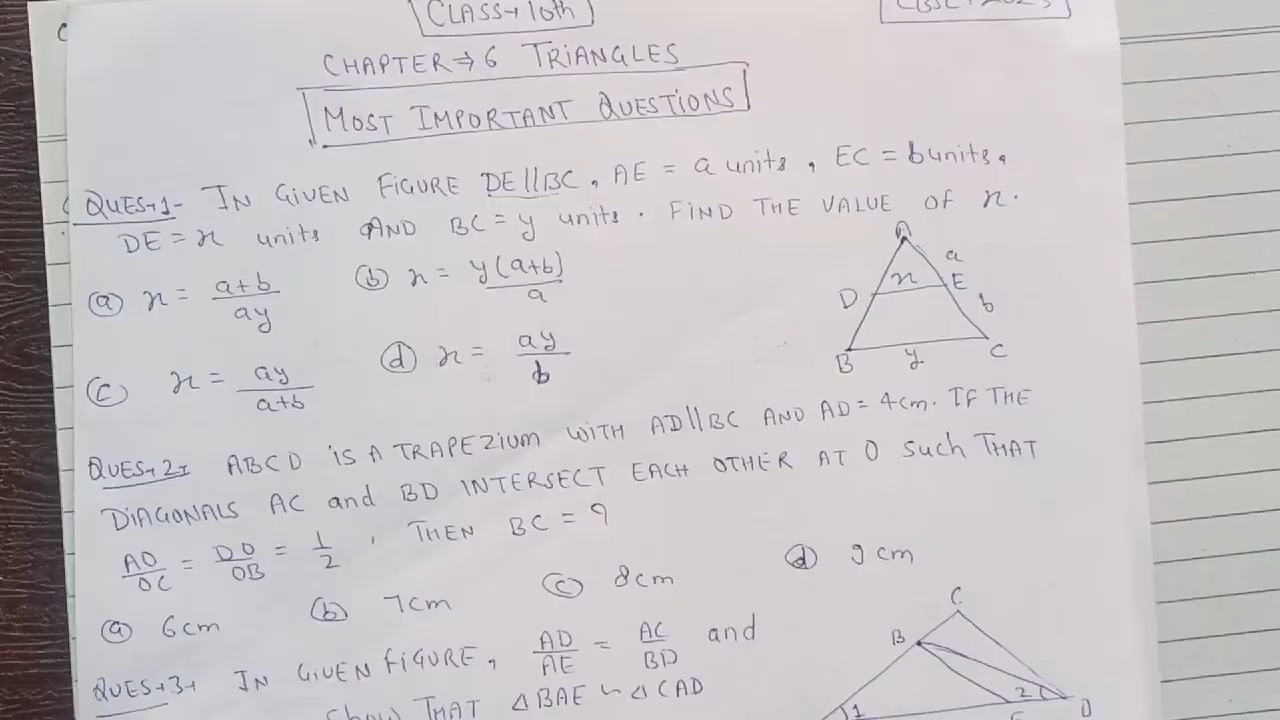 CLASS→10th
CHAPTER⇒6 TRIANGLES
MOST IMPORTANT QUESTIONS
QUES→1- IN GIVEN FIGURE DE||BC, AE = a units, EC = b units,
DE = x units AND BC = y units. FIND THE VALUE OF x.
(a) x = a+b/ay (b) x = y(a+b)/a
(c) x = ay/a+b (d) x = ay/b
A
a
x
D E
b
B y C
QUES→2→ ABCD IS A TRAPEZIUM WITH AD||BC AND AD = 4cm. IF THE
DIAGONALS AC and BD INTERSECT EACH OTHER AT O SUCH THAT
AO/OC = DO/OB = 1/2, THEN BC = ?
(a) 6cm (b) 7cm (c) 8cm (d) 9cm
QUES→3→ IN GIVEN FIGURE, AD/AE = AC/BD and
Show THAT △BAE ~ △CAD
C
B
1 2 D